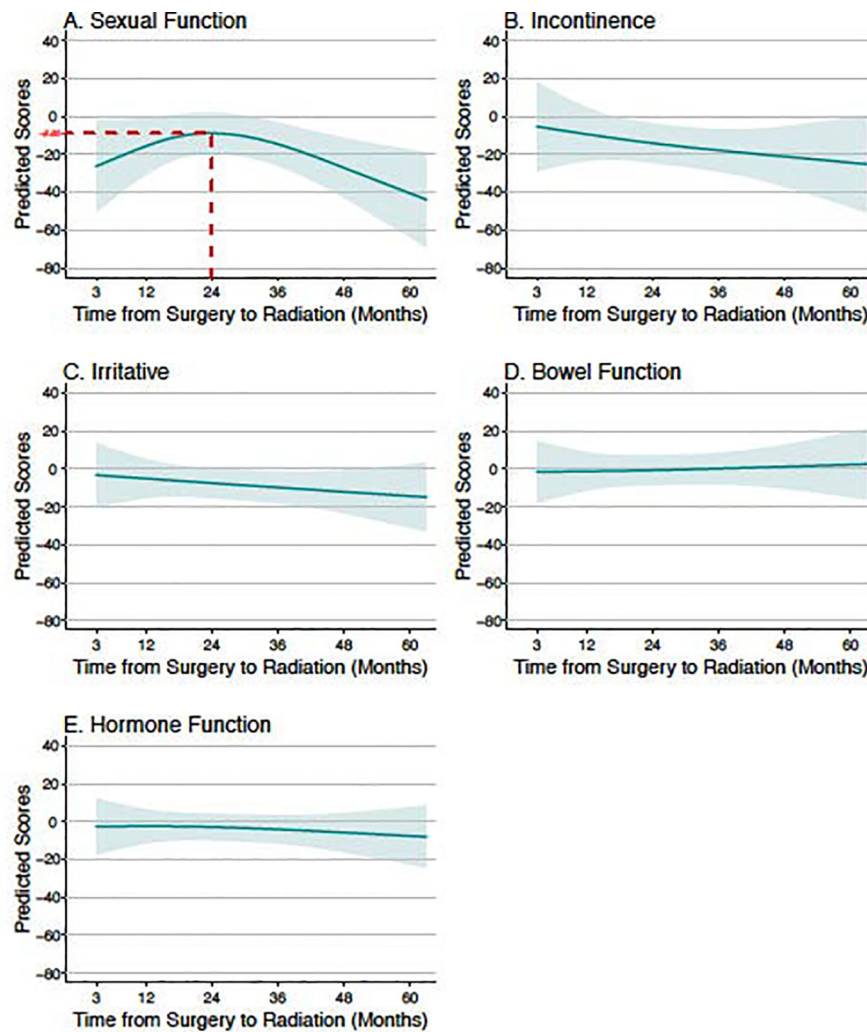 A. Sexual Function
40
20
0
−20
−40
−60
−80
Predicted Scores
3 12 24 36 48 60
Time from Surgery to Radiation (Months)
B. Incontinence
40
20
0
−20
−40
−60
−80
Predicted Scores
3 12 24 36 48 60
Time from Surgery to Radiation (Months)
C. Irritative
40
20
0
−20
−40
−60
−80
Predicted Scores
3 12 24 36 48 60
Time from Surgery to Radiation (Months)
D. Bowel Function
40
20
0
−20
−40
−60
−80
Predicted Scores
3 12 24 36 48 60
Time from Surgery to Radiation (Months)
E. Hormone Function
40
20
0
−20
−40
−60
−80
Predicted Scores
3 12 24 36 48 60
Time from Surgery to Radiation (Months)